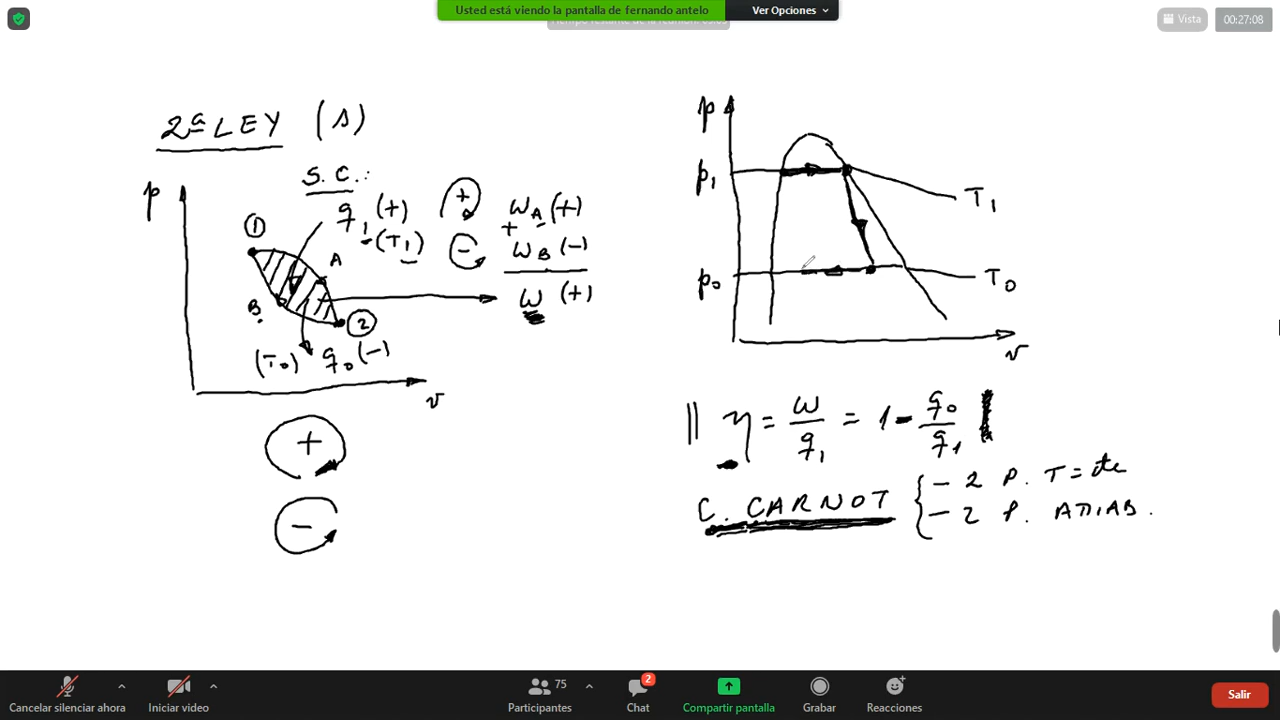 Usted está viendo la pantalla de fernando antelo
Ver Opciones
Vista
00:27:08
2ª LEY (s)
S.C.:
p
1
q1 (+)
(T1)
+
-
wA (+)
+
wB (-)
w (+)
A
B
2
(T0) q0 (-)
v
+
-
p
p1
T1
p0
T0
v
η = w/q1 = 1 - q0/q1
C. CARNOT
- 2 P. T = cte
- 2 P. ADIAB.
Cancelar silenciar ahora
Iniciar video
75
Participantes
2
Chat
Compartir pantalla
Grabar
Reacciones
Salir